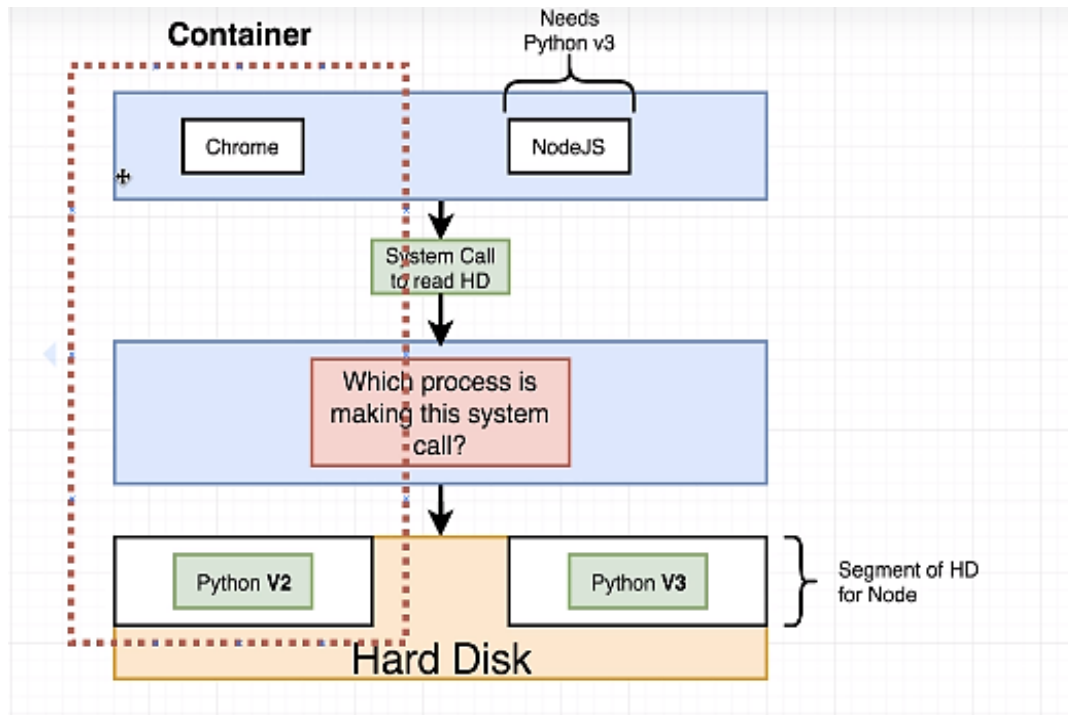 Container
Needs
Python v3
Chrome
NodeJS
System Call
to read HD
Which process is
making this system
call?
Python V2
Python V3
Segment of HD
for Node
Hard Disk